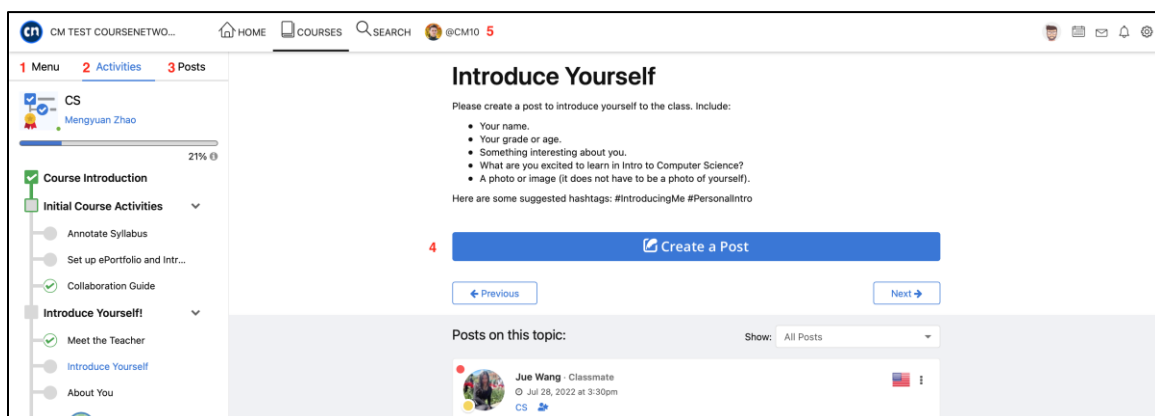 cn CM TEST COURSENETWO... HOME COURSES SEARCH @CM10 5
1 Menu 2 Activities 3 Posts
CS
Mengyuan Zhao
21%
Course Introduction
Initial Course Activities
Annotate Syllabus
Set up ePortfolio and Intr...
Collaboration Guide
Introduce Yourself!
Meet the Teacher
Introduce Yourself
About You
Introduce Yourself
Please create a post to introduce yourself to the class. Include:
• Your name.
• Your grade or age.
• Something interesting about you.
• What are you excited to learn in Intro to Computer Science?
• A photo or image (it does not have to be a photo of yourself).
Here are some suggested hashtags: #IntroducingMe #PersonalIntro
4 Create a Post
Previous Next
Posts on this topic: Show: All Posts
Jue Wang · Classmate
Jul 28, 2022 at 3:30pm
CS